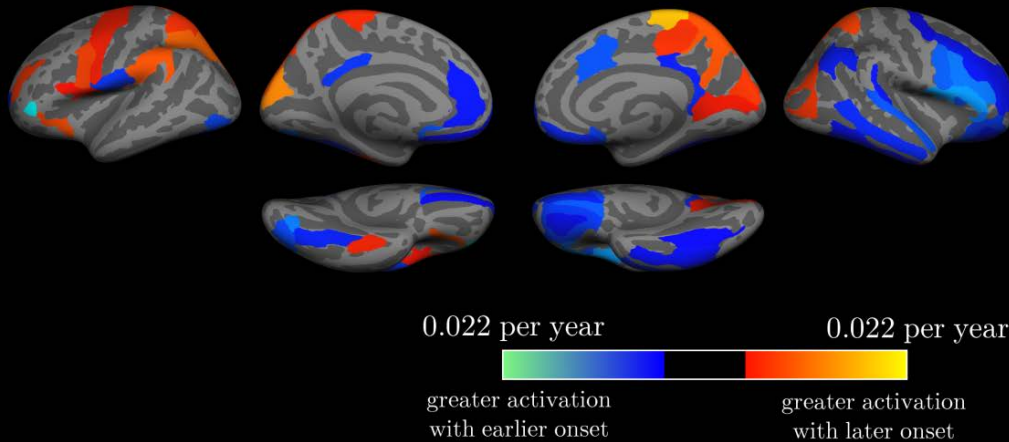 0.022 per year
0.022 per year
greater activation
with earlier onset
greater activation
with later onset